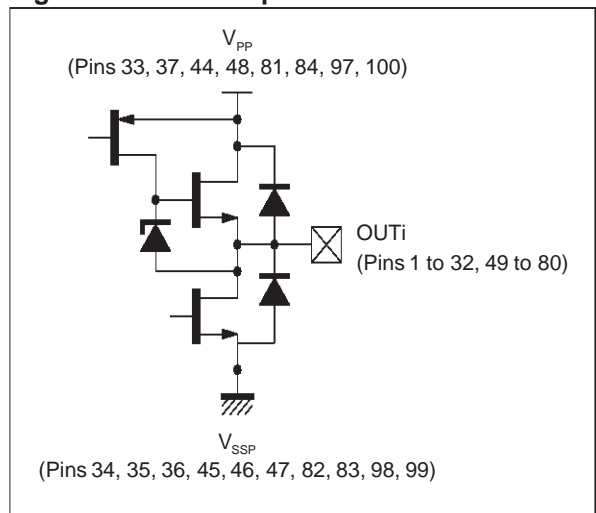 V_PP
(Pins 33, 37, 44, 48, 81, 84, 97, 100)
OUTi
(Pins 1 to 32, 49 to 80)
V_SSP
(Pins 34, 35, 36, 45, 46, 47, 82, 83, 98, 99)